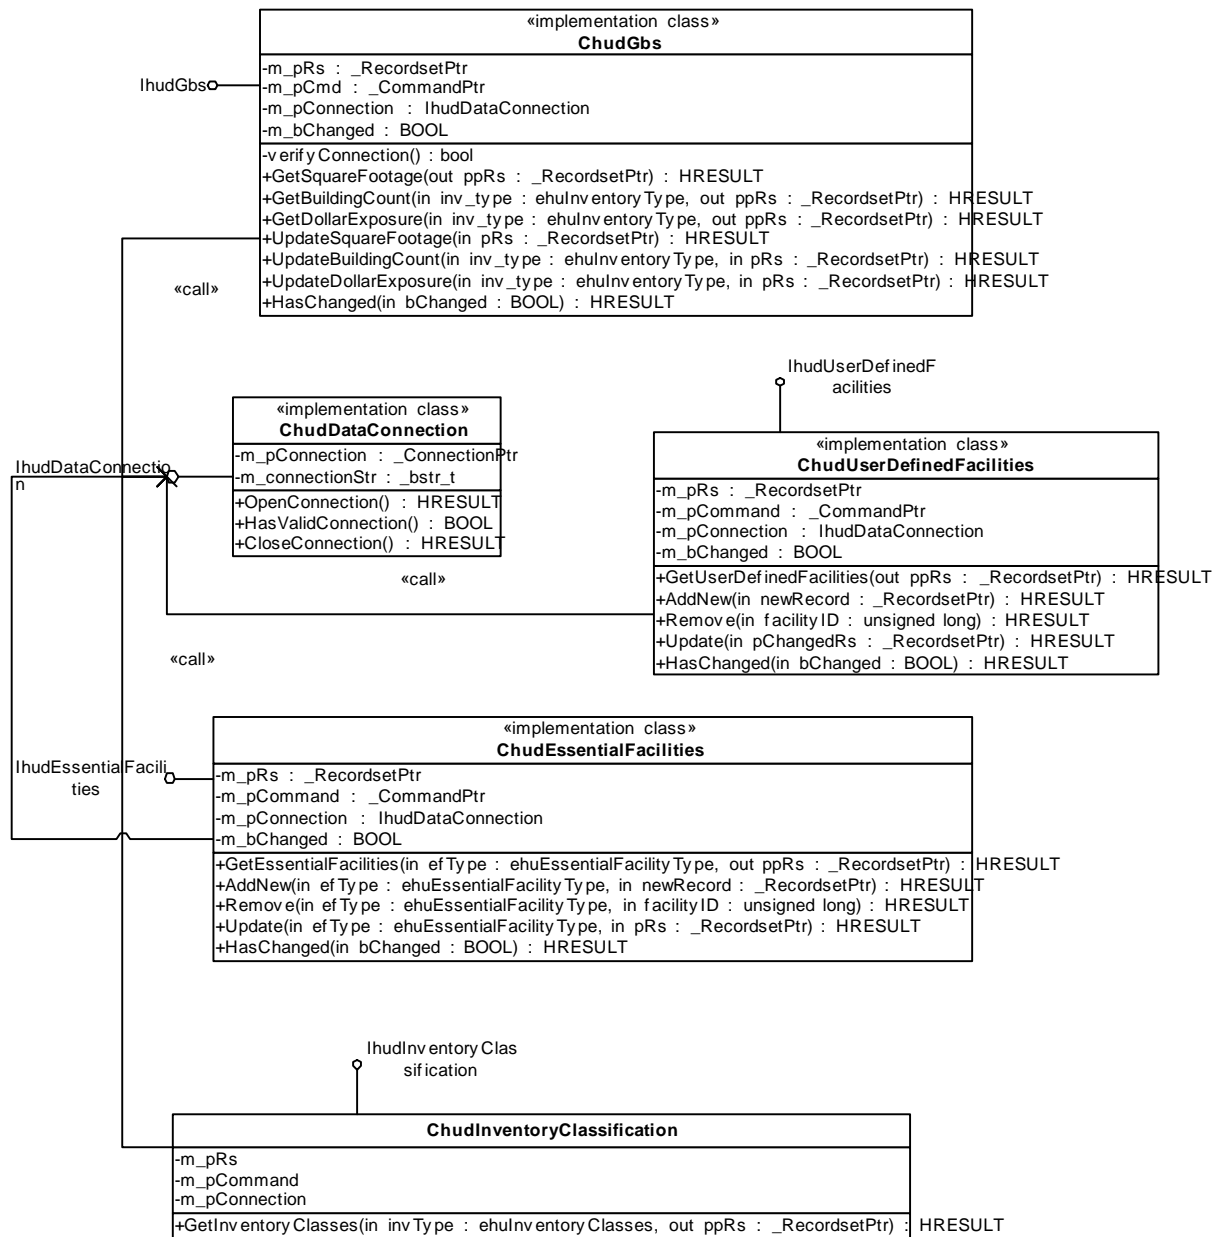 «implementation class»
ChudGbs
-m_pRs : _RecordsetPtr
-m_pCmd : _CommandPtr
-m_pConnection : IhudDataConnection
-m_bChanged : BOOL
IhudGbs
-verifyConnection() : bool
+GetSquareFootage(out ppRs : _RecordsetPtr) : HRESULT
+GetBuildingCount(in inv_type : ehuInventoryType, out ppRs : _RecordsetPtr) : HRESULT
+GetDollarExposure(in inv_type : ehuInventoryType, out ppRs : _RecordsetPtr) : HRESULT
+UpdateSquareFootage(in pRs : _RecordsetPtr) : HRESULT
+UpdateBuildingCount(in inv_type : ehuInventoryType, in pRs : _RecordsetPtr) : HRESULT
+UpdateDollarExposure(in inv_type : ehuInventoryType, in pRs : _RecordsetPtr) : HRESULT
+HasChanged(in bChanged : BOOL) : HRESULT
«call»
IhudUserDefinedF
acilities
«implementation class»
ChudDataConnection
-m_pConnection : _ConnectionPtr
-m_connectionStr : _bstr_t
+OpenConnection() : HRESULT
+HasValidConnection() : BOOL
+CloseConnection() : HRESULT
IhudDataConnectio
n
«implementation class»
ChudUserDefinedFacilities
-m_pRs : _RecordsetPtr
-m_pCommand : _CommandPtr
-m_pConnection : IhudDataConnection
-m_bChanged : BOOL
+GetUserDefinedFacilities(out ppRs : _RecordsetPtr) : HRESULT
+AddNew(in newRecord : _RecordsetPtr) : HRESULT
+Remove(in facilityID : unsigned long) : HRESULT
+Update(in pChangedRs : _RecordsetPtr) : HRESULT
+HasChanged(in bChanged : BOOL) : HRESULT
«call»
«call»
«implementation class»
ChudEssentialFacilities
IhudEssentialFacili
ties
-m_pRs : _RecordsetPtr
-m_pCommand : _CommandPtr
-m_pConnection : IhudDataConnection
-m_bChanged : BOOL
+GetEssentialFacilities(in efType : ehuEssentialFacilityType, out ppRs : _RecordsetPtr) : HRESULT
+AddNew(in efType : ehuEssentialFacilityType, in newRecord : _RecordsetPtr) : HRESULT
+Remove(in efType : ehuEssentialFacilityType, in facilityID : unsigned long) : HRESULT
+Update(in efType : ehuEssentialFacilityType, in pRs : _RecordsetPtr) : HRESULT
+HasChanged(in bChanged : BOOL) : HRESULT
IhudInventoryClas
sification
ChudInventoryClassification
-m_pRs
-m_pCommand
-m_pConnection
+GetInventoryClasses(in invType : ehuInventoryClasses, out ppRs : _RecordsetPtr) : HRESULT